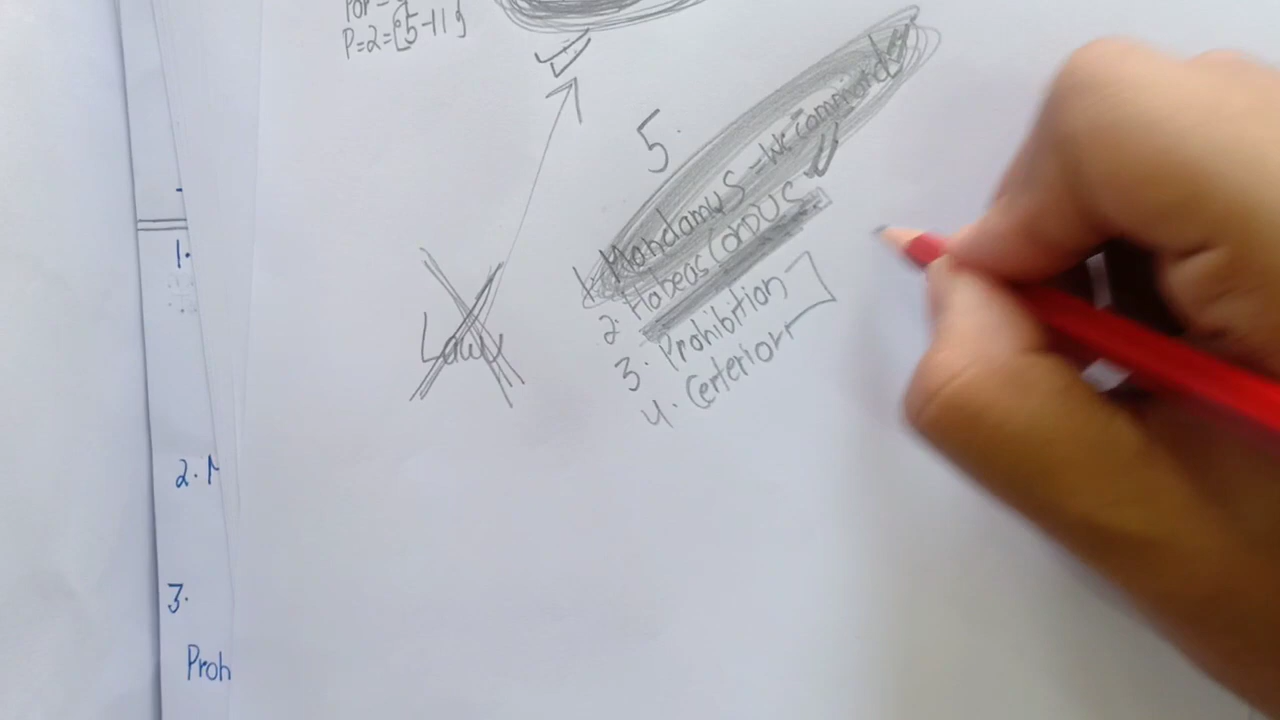 P=2=[5-11}
5.
1. Mandamus =We command
2. Habeas Corpus
3. Prohibition
4. Certeriorr
Law
1.
2.
3.
Proh